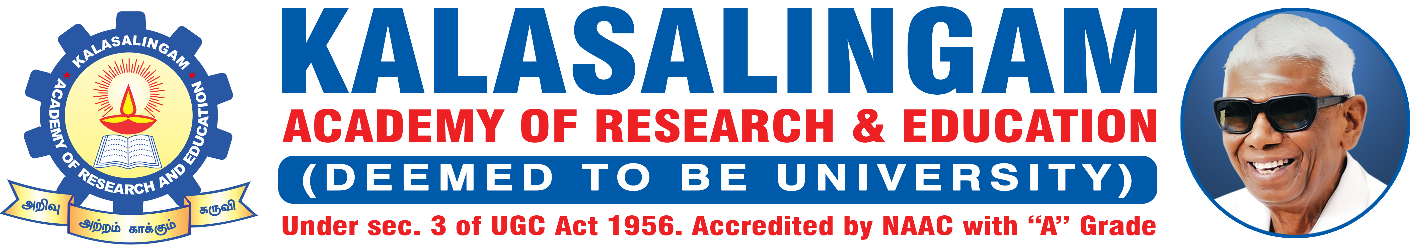 • KALASALINGAM •
ACADEMY OF RESEARCH AND EDUCATION
அறிவு
அற்றம் காக்கும்
கருவி
KALASALINGAM
ACADEMY OF RESEARCH & EDUCATION
(DEEMED TO BE UNIVERSITY)
Under sec. 3 of UGC Act 1956. Accredited by NAAC with “A” Grade